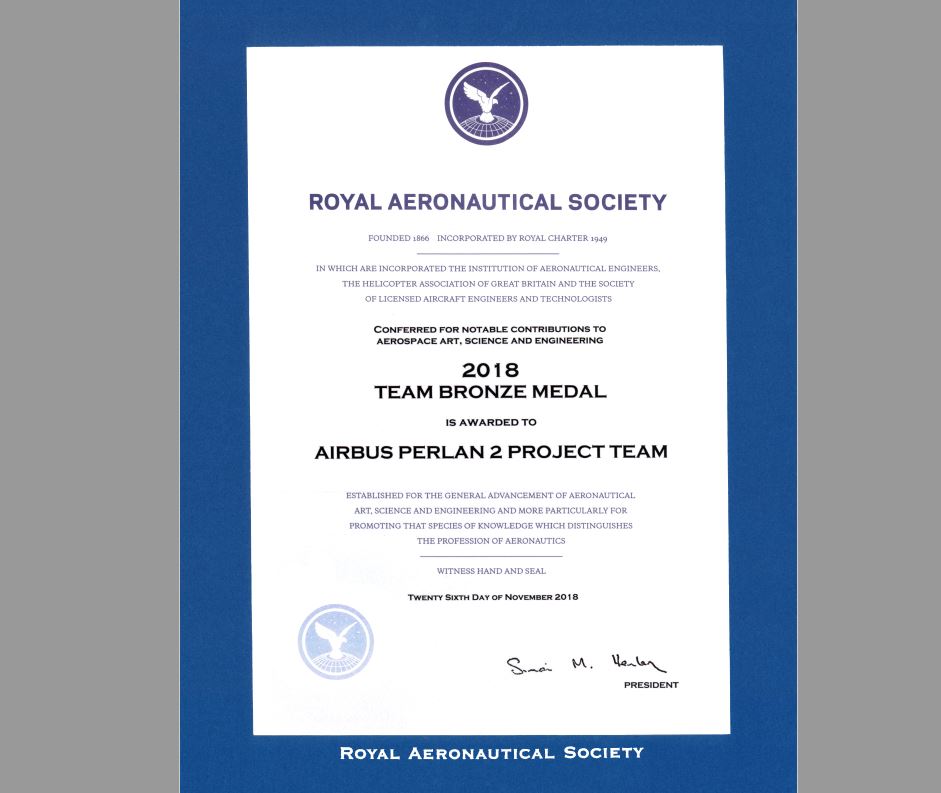 ROYAL AERONAUTICAL SOCIETY
FOUNDED 1866 INCORPORATED BY ROYAL CHARTER 1949
IN WHICH ARE INCORPORATED THE INSTITUTION OF AERONAUTICAL ENGINEERS,
THE HELICOPTER ASSOCIATION OF GREAT BRITAIN AND THE SOCIETY
OF LICENSED AIRCRAFT ENGINEERS AND TECHNOLOGISTS
CONFERRED FOR NOTABLE CONTRIBUTIONS TO
AEROSPACE ART, SCIENCE AND ENGINEERING
2018
TEAM BRONZE MEDAL
IS AWARDED TO
AIRBUS PERLAN 2 PROJECT TEAM
ESTABLISHED FOR THE GENERAL ADVANCEMENT OF AERONAUTICAL
ART, SCIENCE AND ENGINEERING AND MORE PARTICULARLY FOR
PROMOTING THAT SPECIES OF KNOWLEDGE WHICH DISTINGUISHES
THE PROFESSION OF AERONAUTICS
WITNESS HAND AND SEAL
TWENTY SIXTH DAY OF NOVEMBER 2018
Simon M. Henley
PRESIDENT
ROYAL AERONAUTICAL SOCIETY